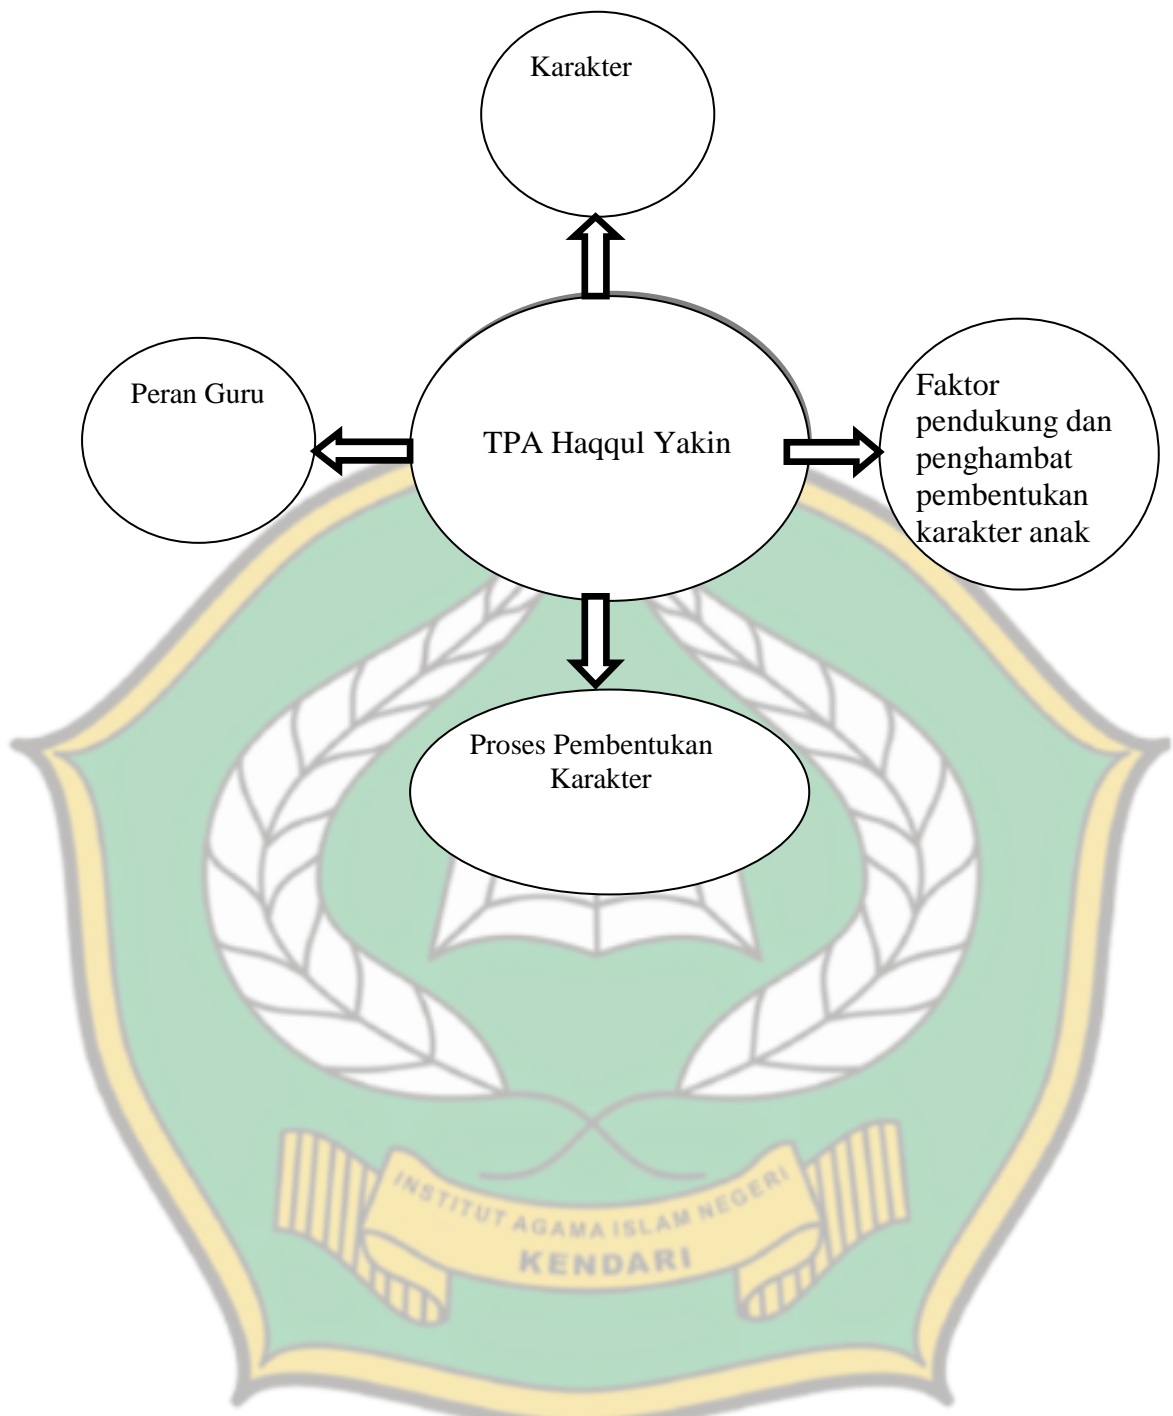 Karakter
Peran Guru
TPA Haqqul Yakin
Faktor
pendukung dan
penghambat
pembentukan
karakter anak
Proses Pembentukan
Karakter
INSTITUT AGAMA ISLAM NEGERI
KENDARI